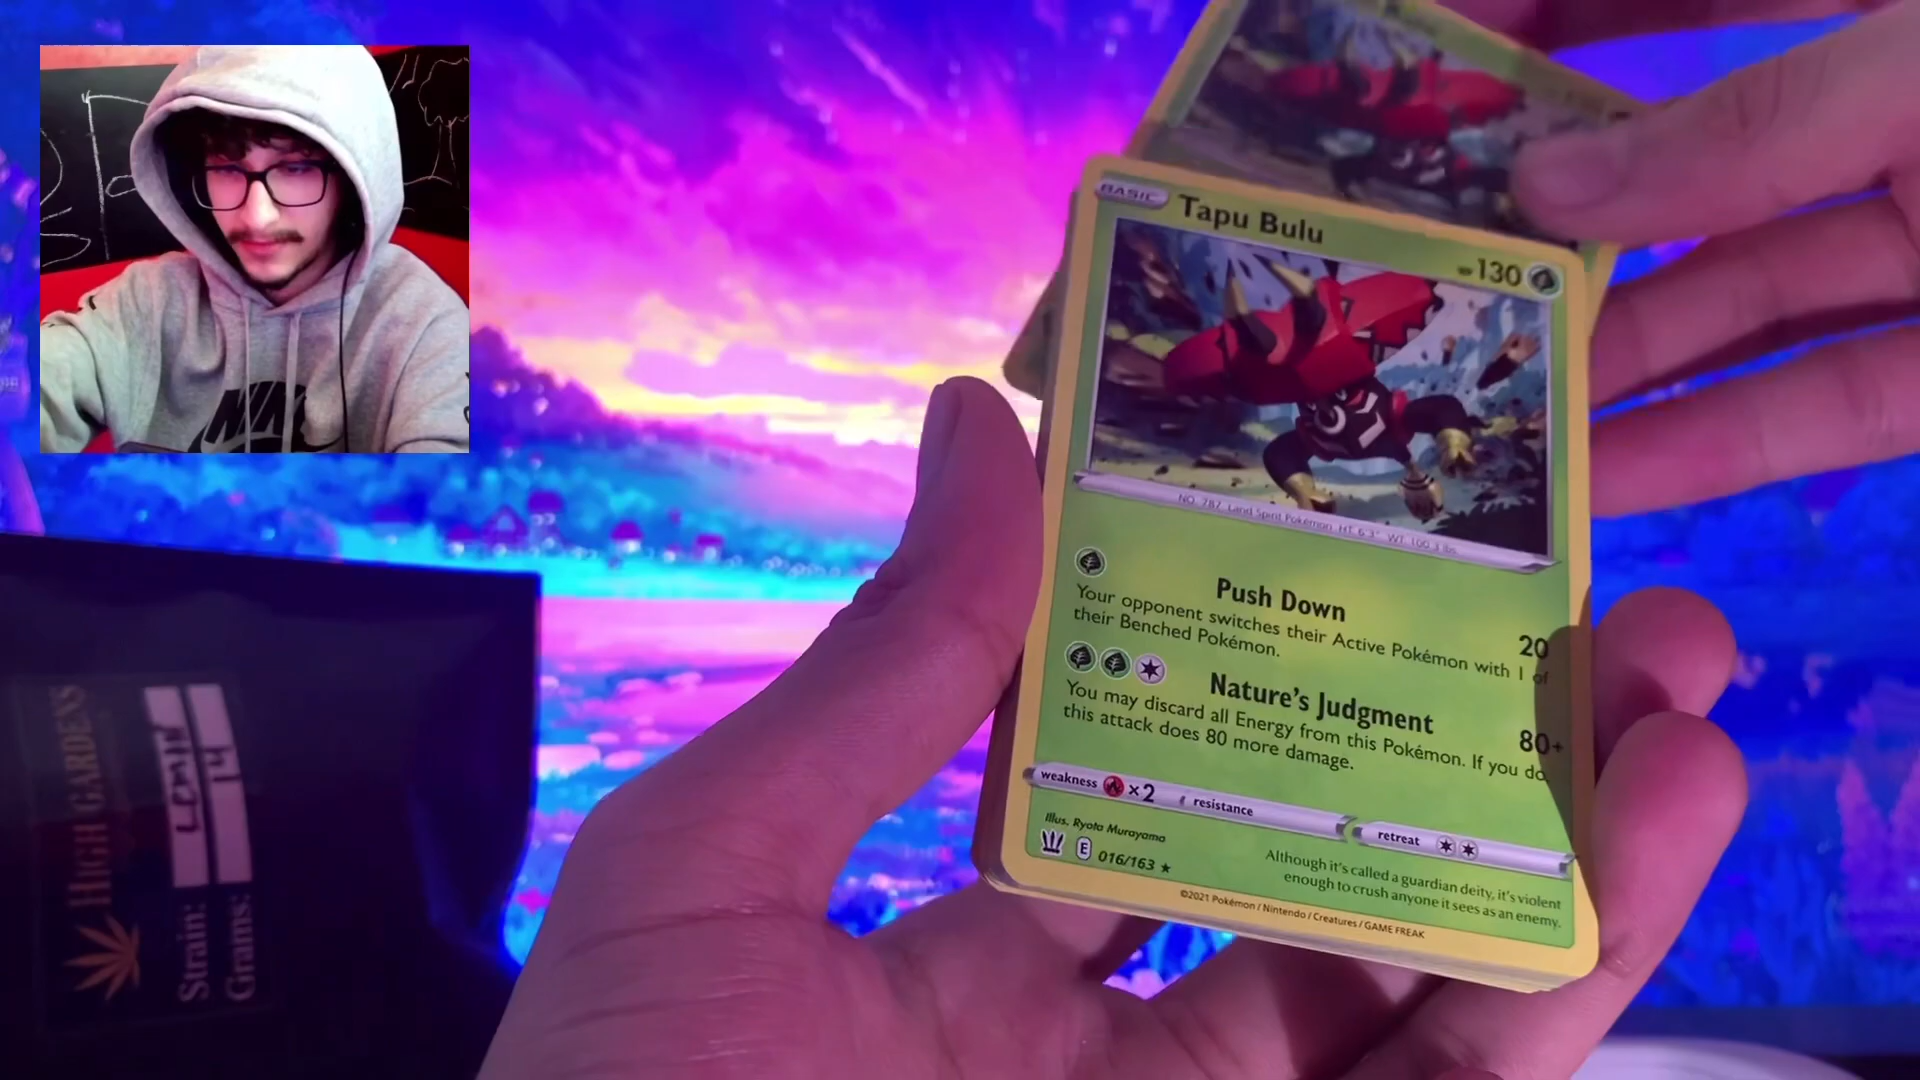 NIKE
BASIC Tapu Bulu
HP 130
NO. 787 Land Spirit Pokémon HT: 6'3" WT: 100.3 lbs.
Push Down
20
Your opponent switches their Active Pokémon with 1 of
their Benched Pokémon.
Nature's Judgment
80+
You may discard all Energy from this Pokémon. If you do,
this attack does 80 more damage.
weakness ×2 resistance
retreat
Illus. Ryota Murayama
E 016/163 ★
Although it's called a guardian deity, it's violent
enough to crush anyone it sees as an enemy.
©2021 Pokémon / Nintendo / Creatures / GAME FREAK
HIGH GARDENS
Strain:
Grams: 14